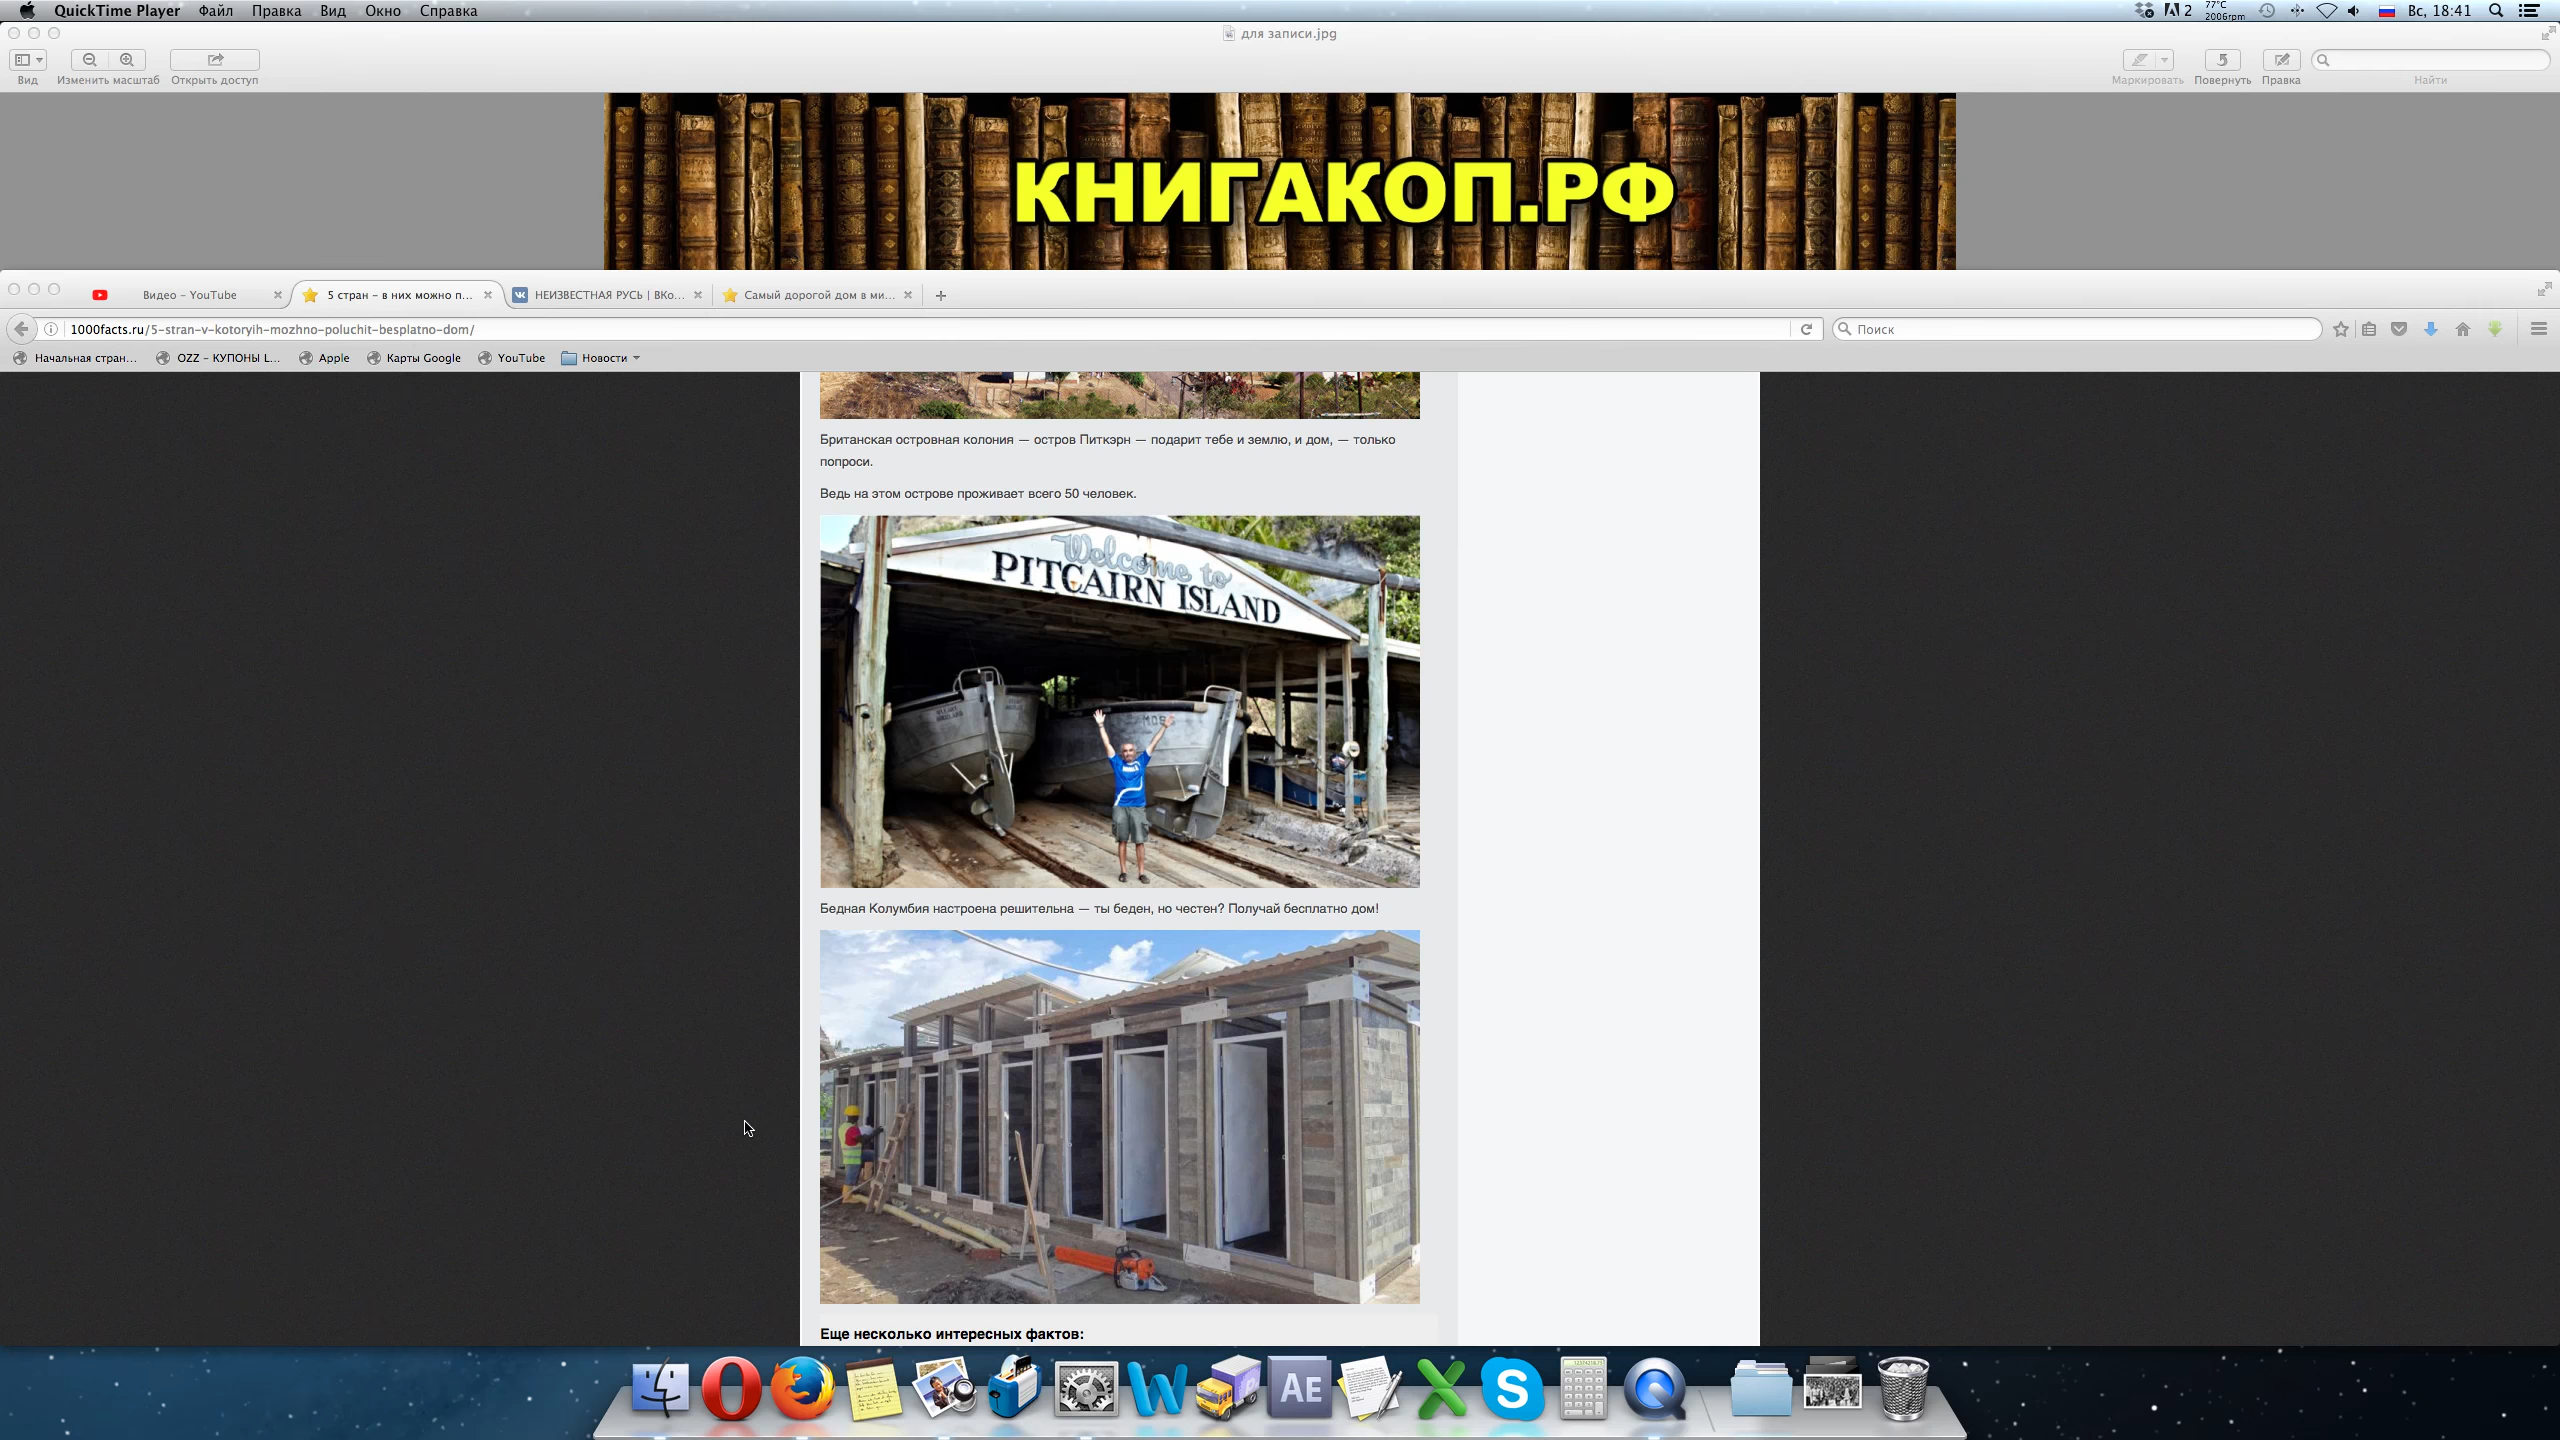 QuickTime Player Файл Правка Вид Окно Справка
2 77°C 2006rpm Вс, 18:41
для записи.jpg
Вид Изменить масштаб Открыть доступ Маркировать Повернуть Правка Найти
КНИГАКОП.РФ
Видео – YouTube 5 стран – в них можно п... НЕИЗВЕСТНАЯ РУСЬ | ВКо... Самый дорогой дом в ми...
1000facts.ru/5-stran-v-kotoryih-mozhno-poluchit-besplatno-dom/ Поиск
Начальная стран... OZZ – КУПОНЫ L... Apple Карты Google YouTube Новости
Британская островная колония — остров Питкэрн — подарит тебе и землю, и дом, — только
попроси.
Ведь на этом острове проживает всего 50 человек.
Welcome to
PITCAIRN ISLAND
Бедная Колумбия настроена решительна — ты беден, но честен? Получай бесплатно дом!
Еще несколько интересных фактов:
AE